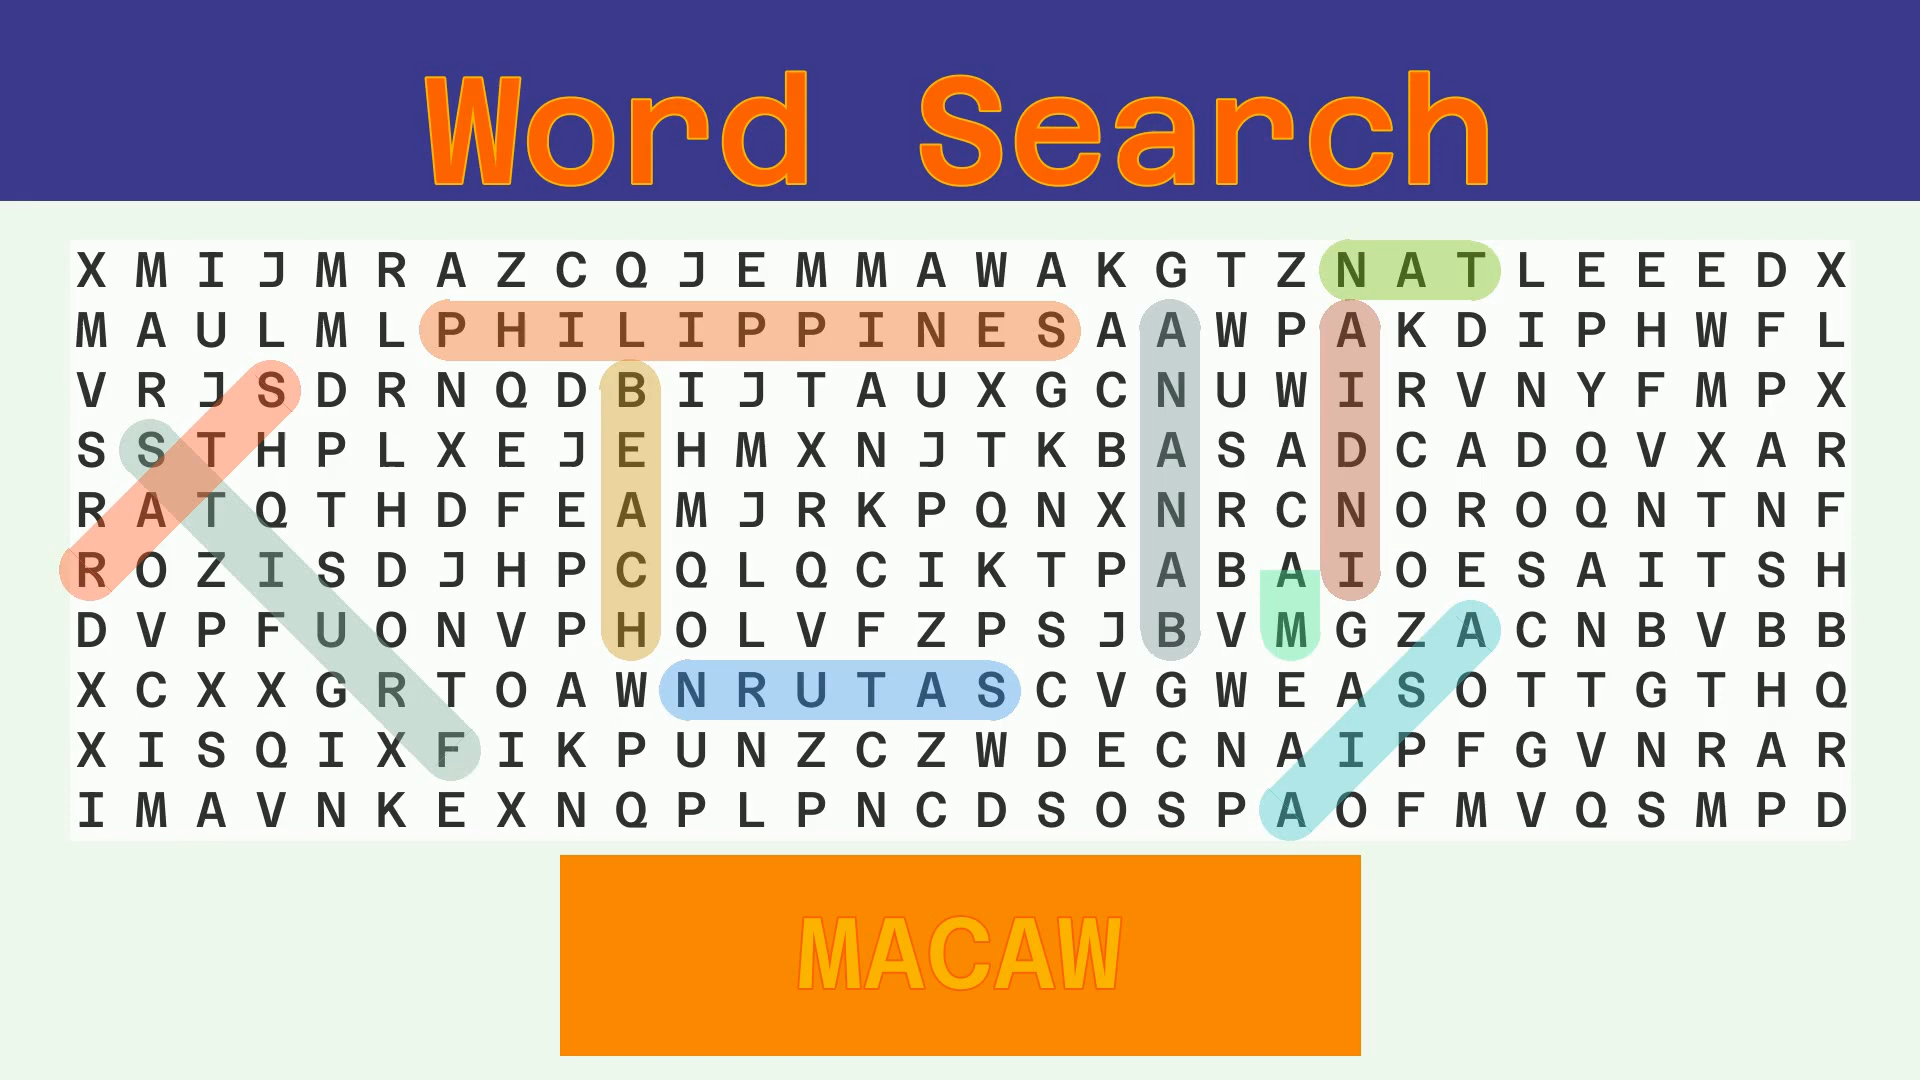 Word Search
X M I J M R A Z C Q J E M M A W A K G T Z N A T L E E E D X
M A U L M L P H I L I P P I N E S A A W P A K D I P H W F L
V R J S D R N Q D B I J T A U X G C N U W I R V N Y F M P X
S S T H P L X E J E H M X N J T K B A S A D C A D Q V X A R
R A T Q T H D F E A M J R K P Q N X N R C N O R O Q N T N F
R O Z I S D J H P C Q L Q C I K T P A B A I O E S A I T S H
D V P F U O N V P H O L V F Z P S J B V M G Z A C N B V B B
X C X X G R T O A W N R U T A S C V G W E A S O T T G T H Q
X I S Q I X F I K P U N Z C Z W D E C N A I P F G V N R A R
I M A V N K E X N Q P L P N C D S O S P A O F M V Q S M P D
MACAW